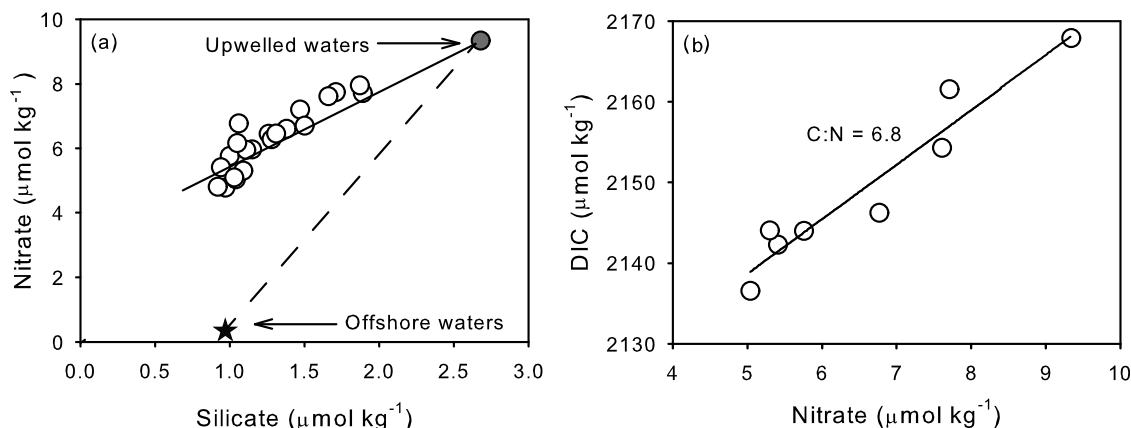 (a)
Upwelled waters
Offshore waters
Nitrate (μmol kg⁻¹)
10
8
6
4
2
0
0.0 0.5 1.0 1.5 2.0 2.5 3.0
Silicate (μmol kg⁻¹)
(b)
C:N = 6.8
DIC (μmol kg⁻¹)
2170
2160
2150
2140
2130
4 5 6 7 8 9 10
Nitrate (μmol kg⁻¹)